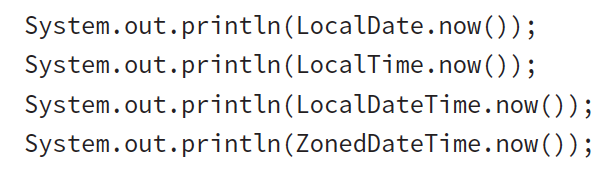 System.out.println(LocalDate.now());
System.out.println(LocalTime.now());
System.out.println(LocalDateTime.now());
System.out.println(ZonedDateTime.now());